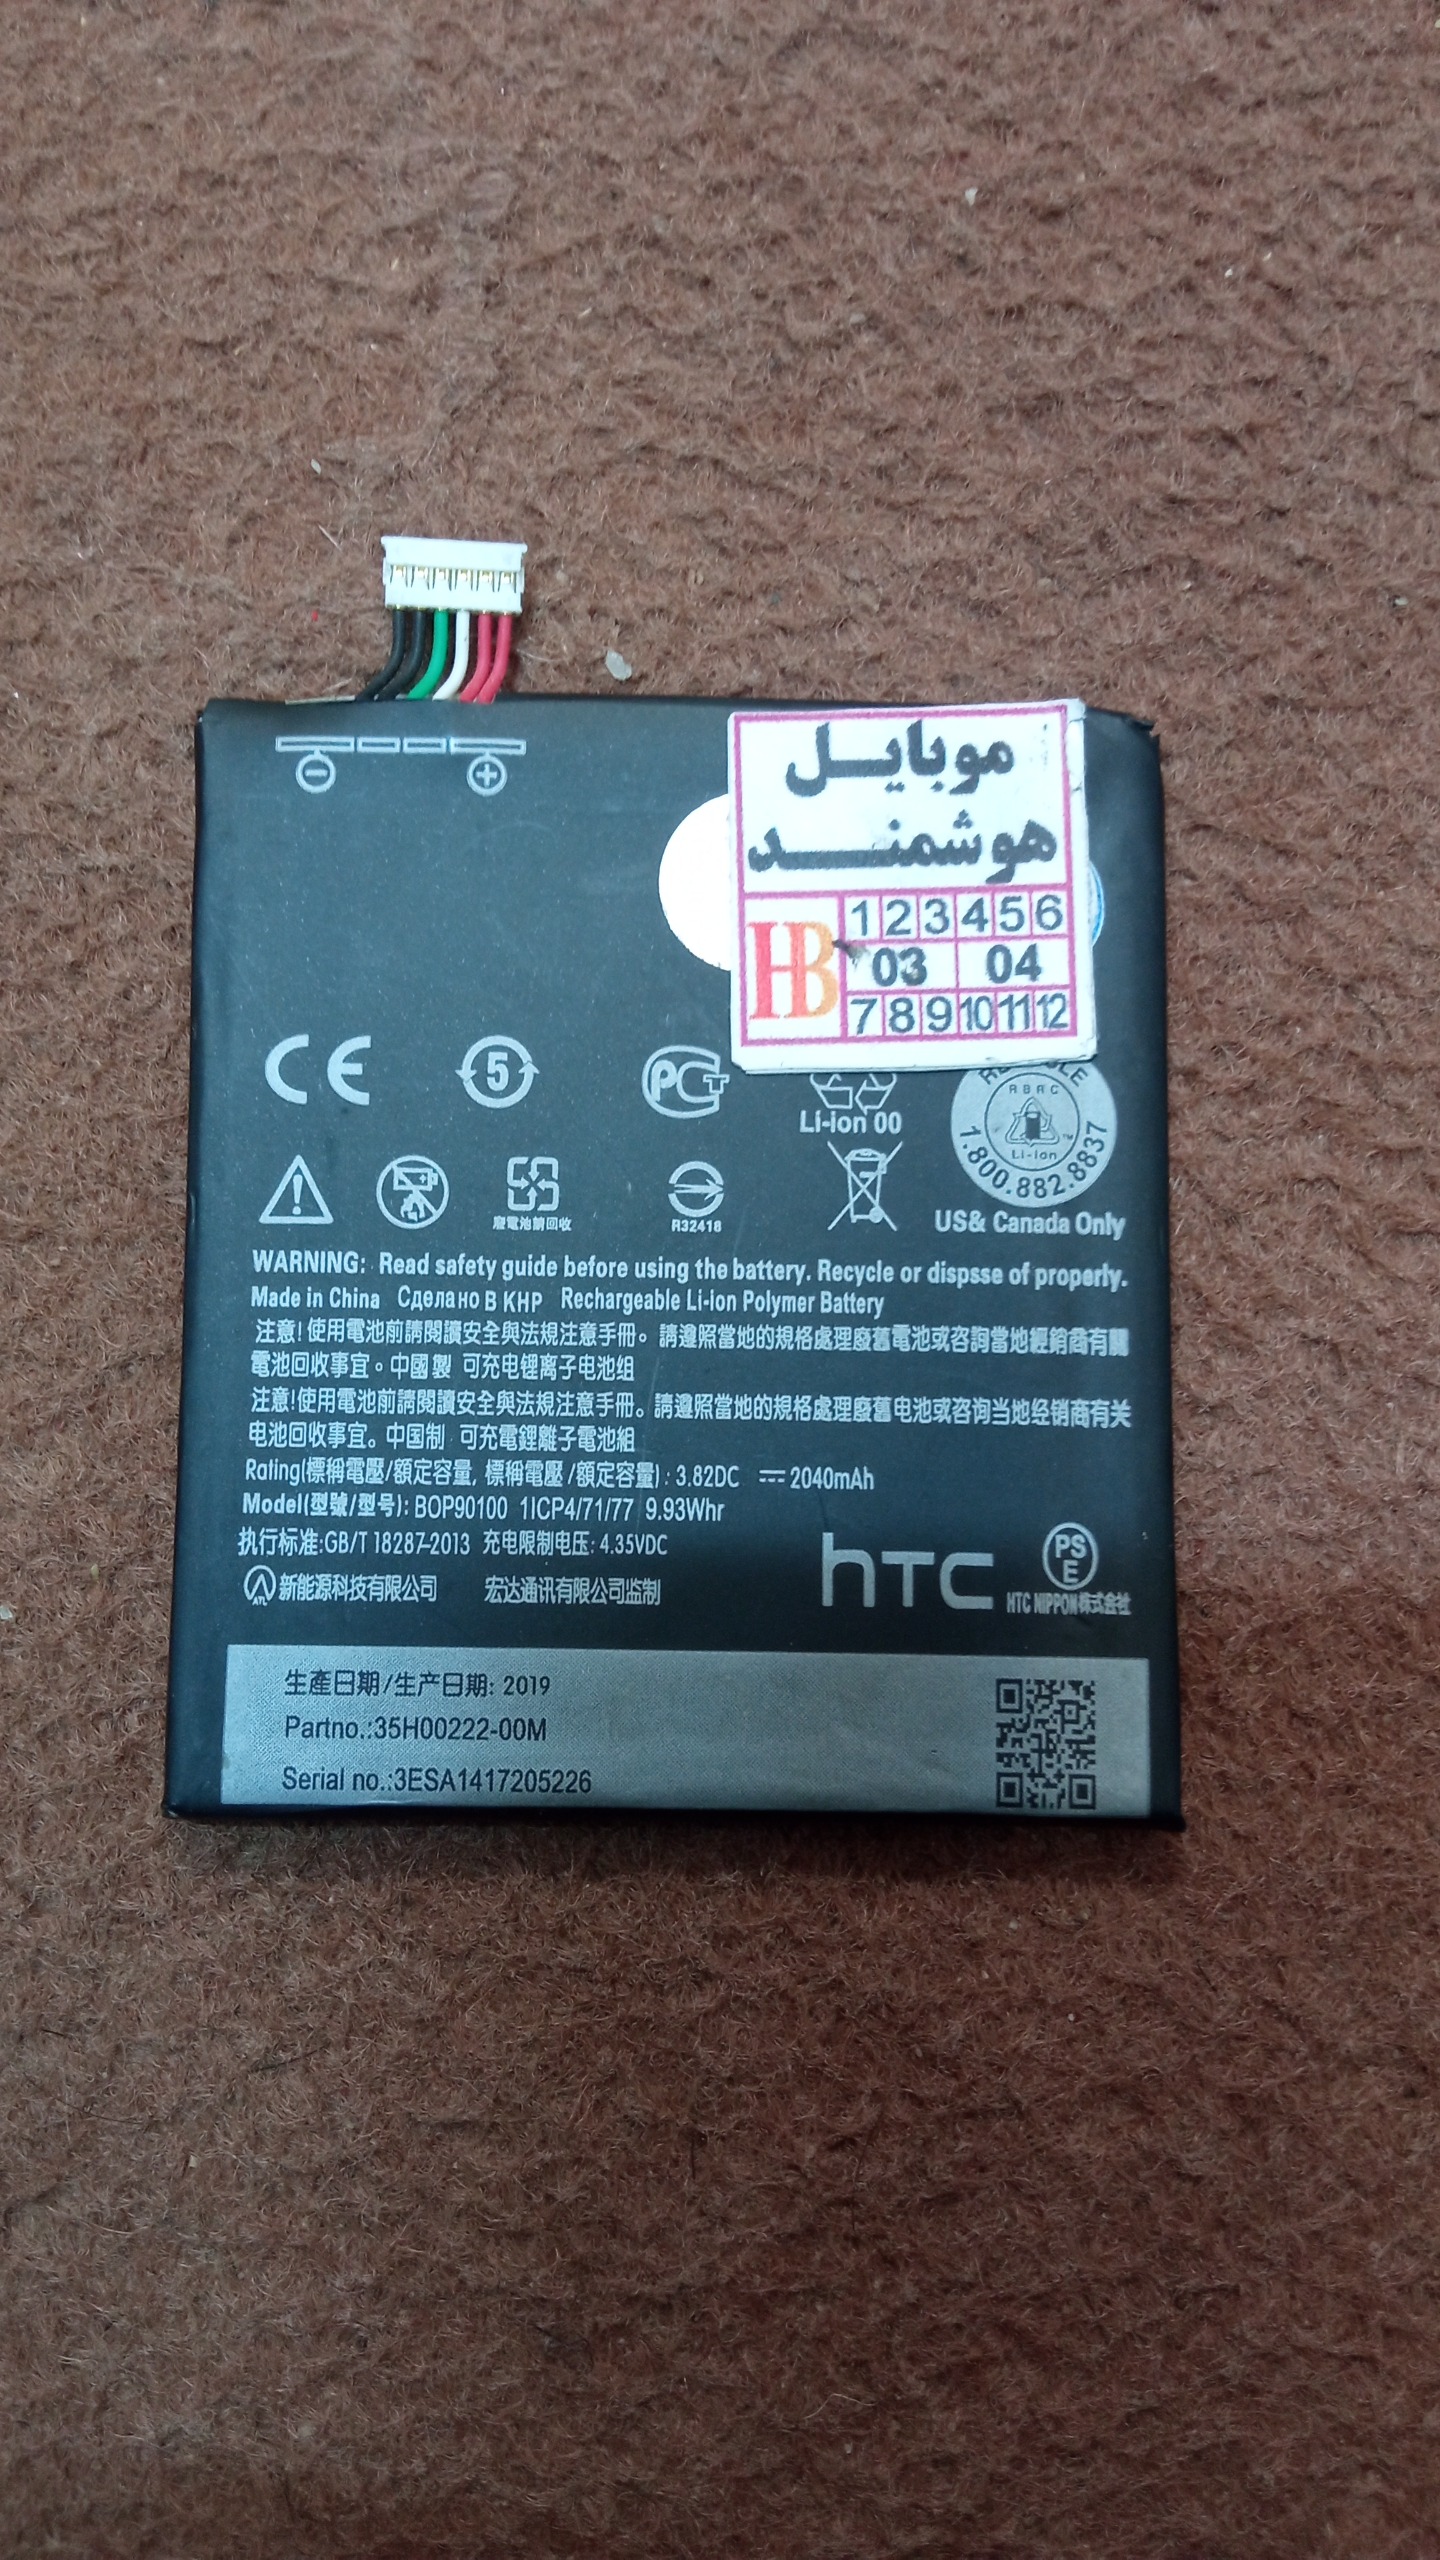 موبایل
هوشمند
HB
1 2 3 4 5 6
03 04
7 8 9 10 11 12
CE
5
PCT
Li-ion 00
RBRC
Li-Ion
1.800.882.8837
US& Canada Only
廢電池請回收
R32418
WARNING: Read safety guide before using the battery. Recycle or dispsse of properly.
Made in China Сделано В КНР Rechargeable Li-ion Polymer Battery
注意!使用電池前請閱讀安全與法規注意手冊。請遵照當地的規格處理廢舊電池或咨詢當地經銷商有關
電池回收事宜。中國製 可充电锂离子电池组
注意!使用電池前請閱讀安全與法規注意手冊。請遵照當地的規格處理廢舊电池或咨询当地经销商有关
电池回收事宜。中国制 可充電鋰離子電池組
Rating(標稱電壓/額定容量, 標稱電壓/額定容量): 3.82DC 2040mAh
Model(型號/型号): BOP90100 1ICP4/71/77 9.93Whr
执行标准:GB/T 18287-2013 充电限制电压: 4.35VDC
ATL 新能源科技有限公司 宏达通讯有限公司监制
hTC
PS
E
HTC NIPPON株式会社
生產日期/生产日期: 2019
Partno.:35H00222-00M
Serial no.:3ESA1417205226